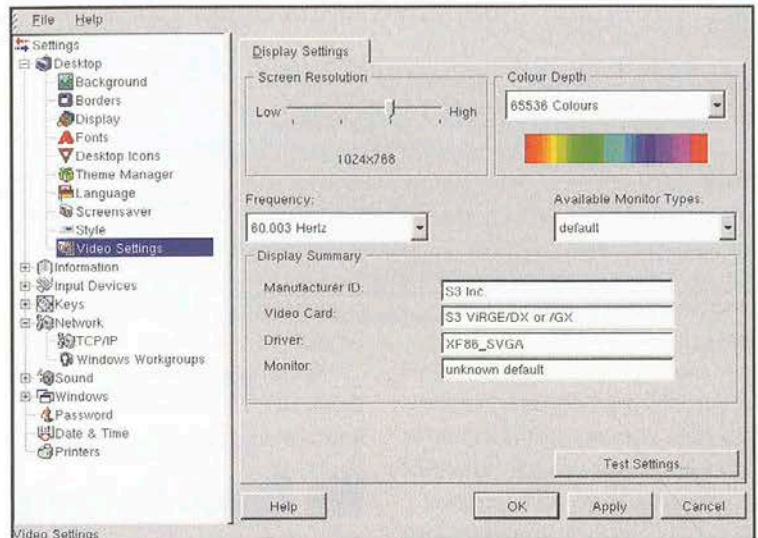 File Help
Settings
Desktop
Background
Borders
Display
Fonts
Desktop Icons
Theme Manager
Language
Screensaver
Style
Video Settings
Information
Input Devices
Keys
Network
TCP/IP
Windows Workgroups
Sound
Windows
Password
Date & Time
Printers
Display Settings
Screen Resolution
Low High
1024x768
Colour Depth
65536 Colours
Frequency:
60.003 Hertz
Available Monitor Types:
default
Display Summary
Manufacturer ID: S3 Inc.
Video Card: S3 ViRGE/DX or /GX
Driver: XF86_SVGA
Monitor: unknown default
Test Settings...
Help OK Apply Cancel
Video Settings